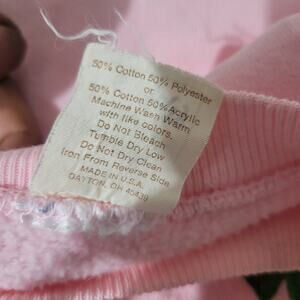 50% Cotton 50% Polyester
or
50% Cotton 50% Acrylic
Machine Wash Warm
with like colors.
Do Not Bleach
Tumble Dry Low
Do Not Dry Clean
Iron From Reverse Side
MADE IN U.S.A.
DAYTON, OH 45439